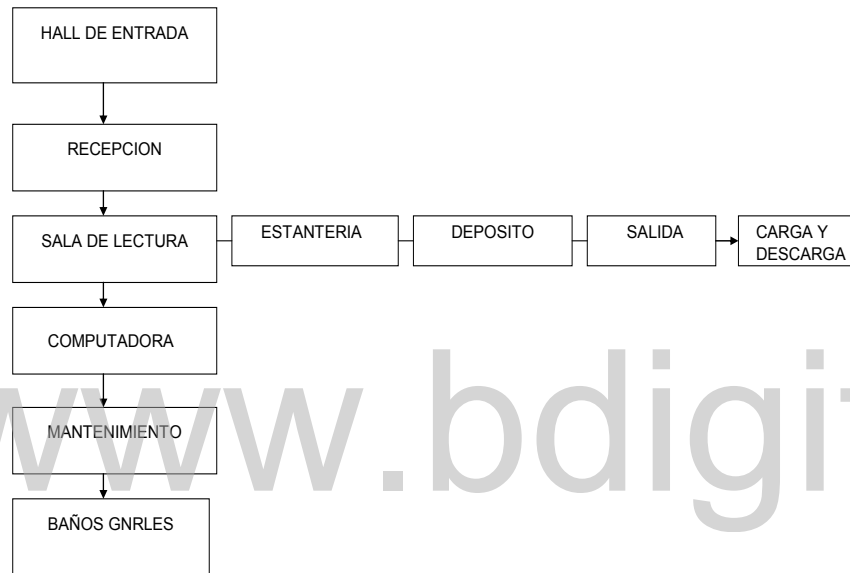 HALL DE ENTRADA
RECEPCION
SALA DE LECTURA
ESTANTERIA
DEPOSITO
SALIDA
CARGA Y
DESCARGA
COMPUTADORA
MANTENIMIENTO
BAÑOS GNRLES
www.bdigit